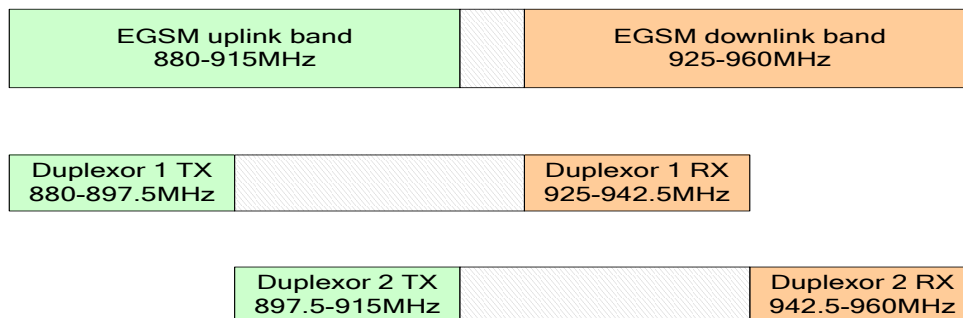 EGSM uplink band
880-915MHz
EGSM downlink band
925-960MHz
Duplexor 1 TX
880-897.5MHz
Duplexor 1 RX
925-942.5MHz
Duplexor 2 TX
897.5-915MHz
Duplexor 2 RX
942.5-960MHz